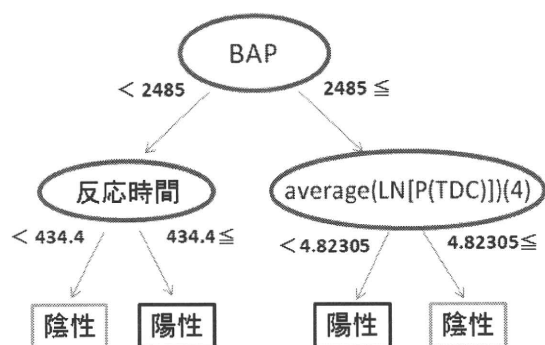 BAP
< 2485 2485 ≦
反応時間 average(LN[P(TDC)])(4)
< 434.4 434.4≦ < 4.82305 4.82305≦
陰性 陽性 陽性 陰性